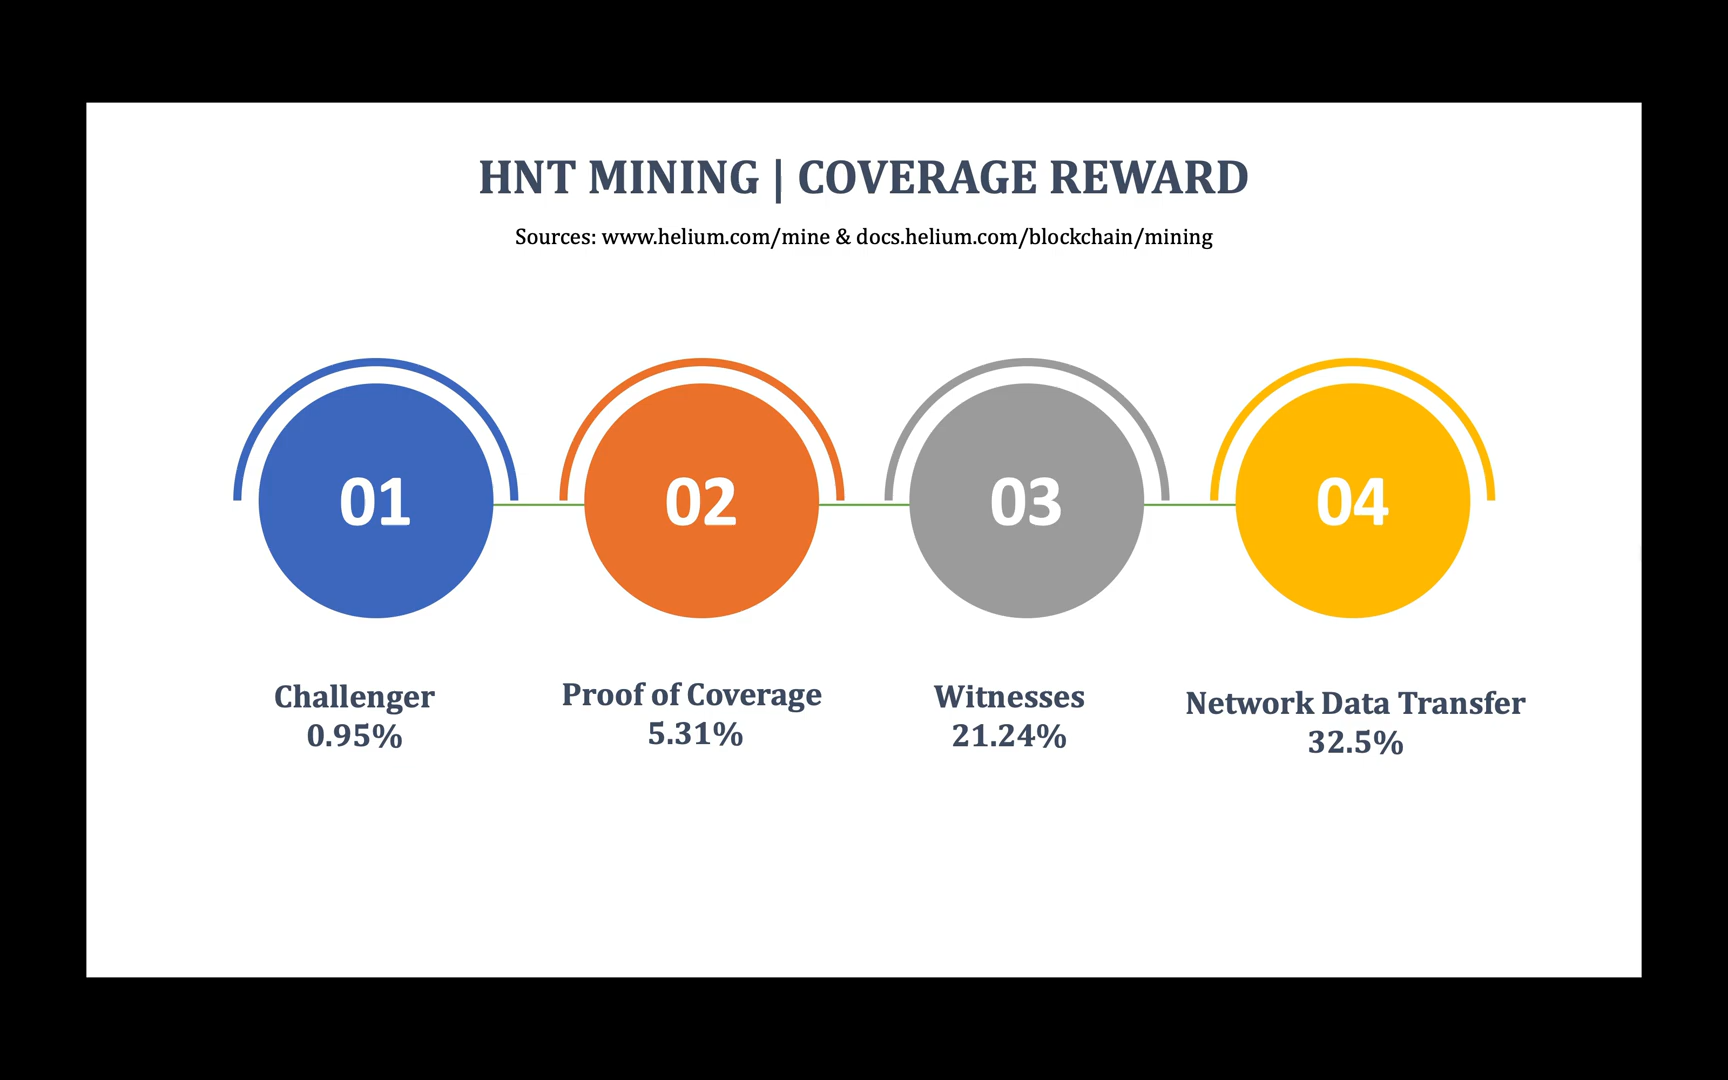 HNT MINING | COVERAGE REWARD
Sources: www.helium.com/mine & docs.helium.com/blockchain/mining
01
02
03
04
Challenger
0.95%
Proof of Coverage
5.31%
Witnesses
21.24%
Network Data Transfer
32.5%